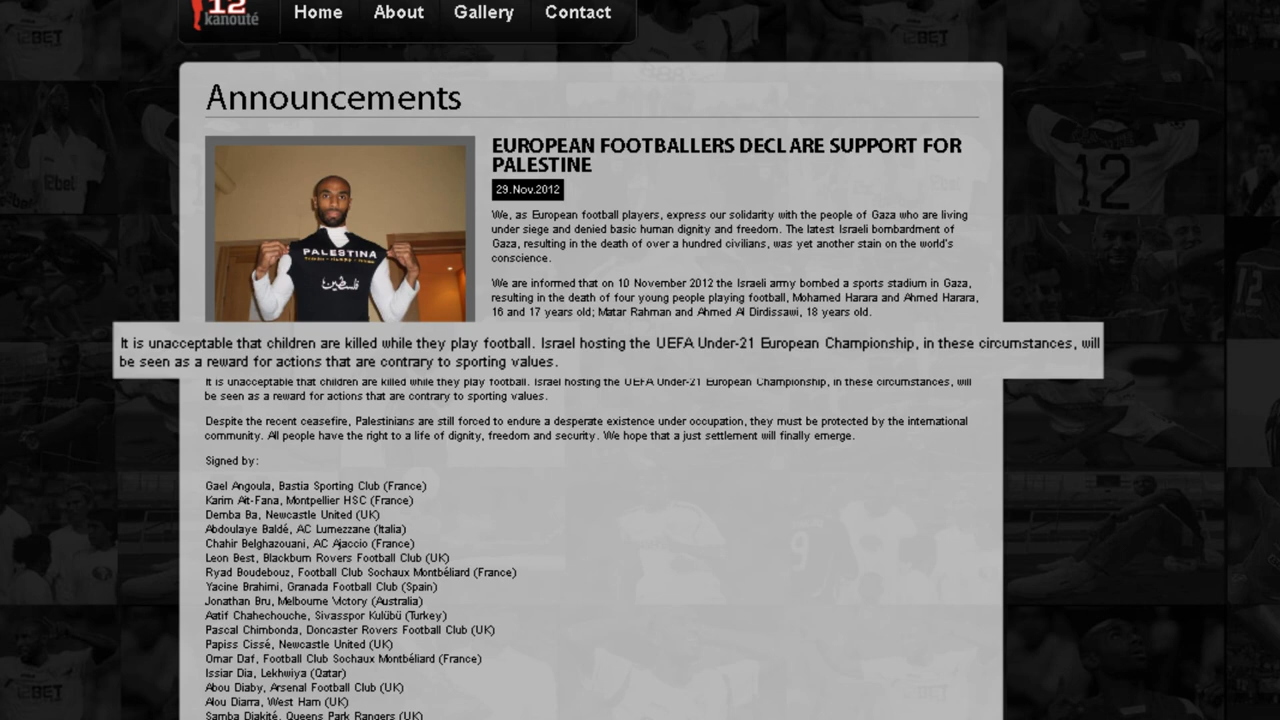 12
kanouté
Home
About
Gallery
Contact
Announcements
EUROPEAN FOOTBALLERS DECLARE SUPPORT FOR
PALESTINE
29.Nov.2012
PALESTINA
فلسطين
We, as European football players, express our solidarity with the people of Gaza who are living
under siege and denied basic human dignity and freedom. The latest Israeli bombardment of
Gaza, resulting in the death of over a hundred civilians, was yet another stain on the world's
conscience.
We are informed that on 10 November 2012 the Israeli army bombed a sports stadium in Gaza,
resulting in the death of four young people playing football, Mohamed Harara and Ahmed Harara,
16 and 17 years old; Matar Rahman and Ahmed Al Dirdissawi, 18 years old.
It is unacceptable that children are killed while they play football. Israel hosting the UEFA Under-21 European Championship, in these circumstances, will
be seen as a reward for actions that are contrary to sporting values.
It is unacceptable that children are killed while they play football. Israel hosting the UEFA Under-21 European Championship, in these circumstances, will
be seen as a reward for actions that are contrary to sporting values.
Despite the recent ceasefire, Palestinians are still forced to endure a desperate existence under occupation, they must be protected by the international
community. All people have the right to a life of dignity, freedom and security. We hope that a just settlement will finally emerge.
Signed by:
Gael Angoula, Bastia Sporting Club (France)
Karim Ait-Fana, Montpellier HSC (France)
Demba Ba, Newcastle United (UK)
Abdoulaye Baldé, AC Lumezzane (Italia)
Chahir Belghazouani, AC Ajaccio (France)
Leon Best, Blackburn Rovers Football Club (UK)
Ryad Boudebouz, Football Club Sochaux Montbéliard (France)
Yacine Brahimi, Granada Football Club (Spain)
Jonathan Bru, Melbourne Victory (Australia)
Aatif Chahechouche, Sivasspor Kulübü (Turkey)
Pascal Chimbonda, Doncaster Rovers Football Club (UK)
Papiss Cissé, Newcastle United (UK)
Omar Daf, Football Club Sochaux Montbéliard (France)
Issiar Dia, Lekhwiya (Qatar)
Abou Diaby, Arsenal Football Club (UK)
Alou Diarra, West Ham (UK)
Samba Diakité, Queens Park Rangers (UK)
12
12BET